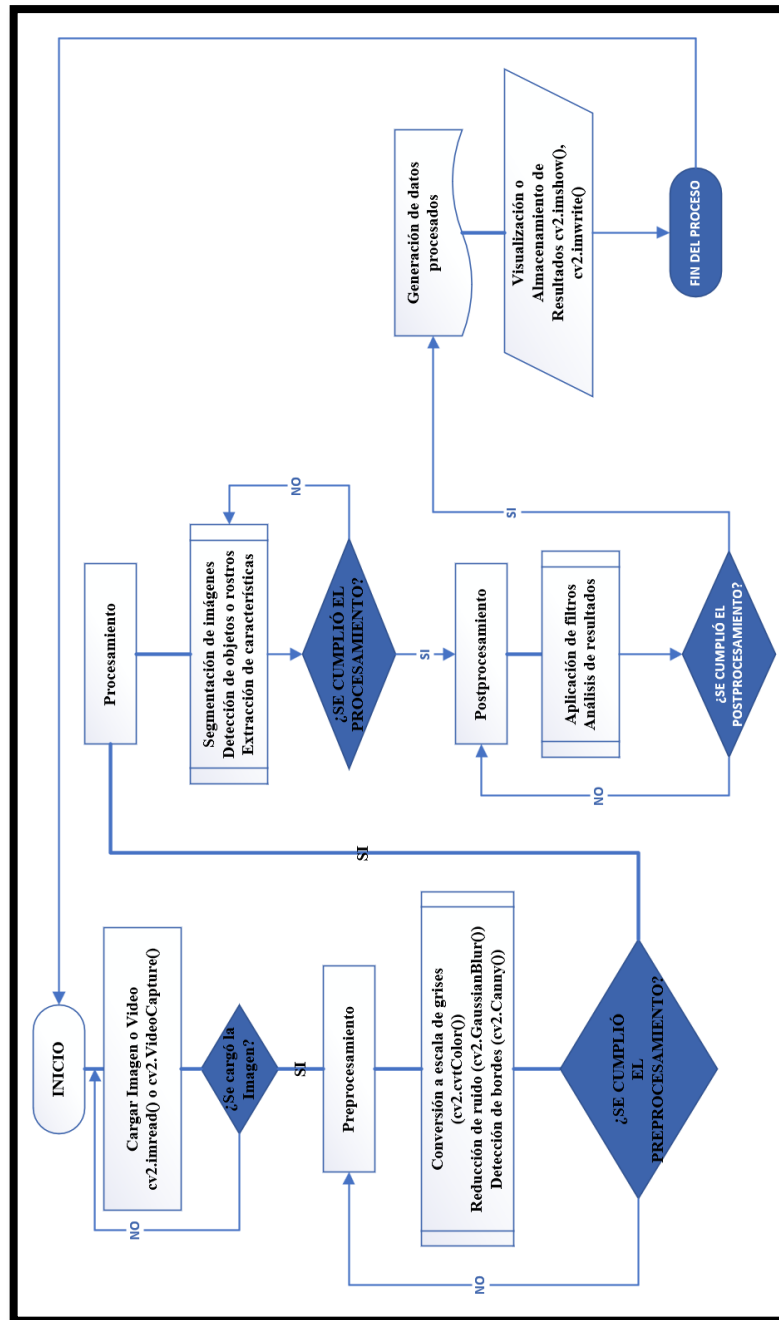 INICIO
Cargar Imagen o Video
cv2.imread() o cv2.VideoCapture()
¿Se cargó la
Imagen?
NO
SI
Preprocesamiento
Conversión a escala de grises
(cv2.cvtColor())
Reducción de ruido (cv2.GaussianBlur())
Detección de bordes (cv2.Canny())
¿SE CUMPLIÓ
EL
PREPROCESAMIENTO?
NO
SI
Procesamiento
Segmentación de imágenes
Detección de objetos o rostros
Extracción de características
¿SE CUMPLIÓ EL
PROCESAMIENTO?
NO
SI
Postprocesamiento
Aplicación de filtros
Análisis de resultados
¿SE CUMPLIÓ EL
POSTPROCESAMIENTO?
NO
SI
Generación de datos
procesados
Visualización o
Almacenamiento de
Resultados cv2.imshow(),
cv2.imwrite()
FIN DEL PROCESO